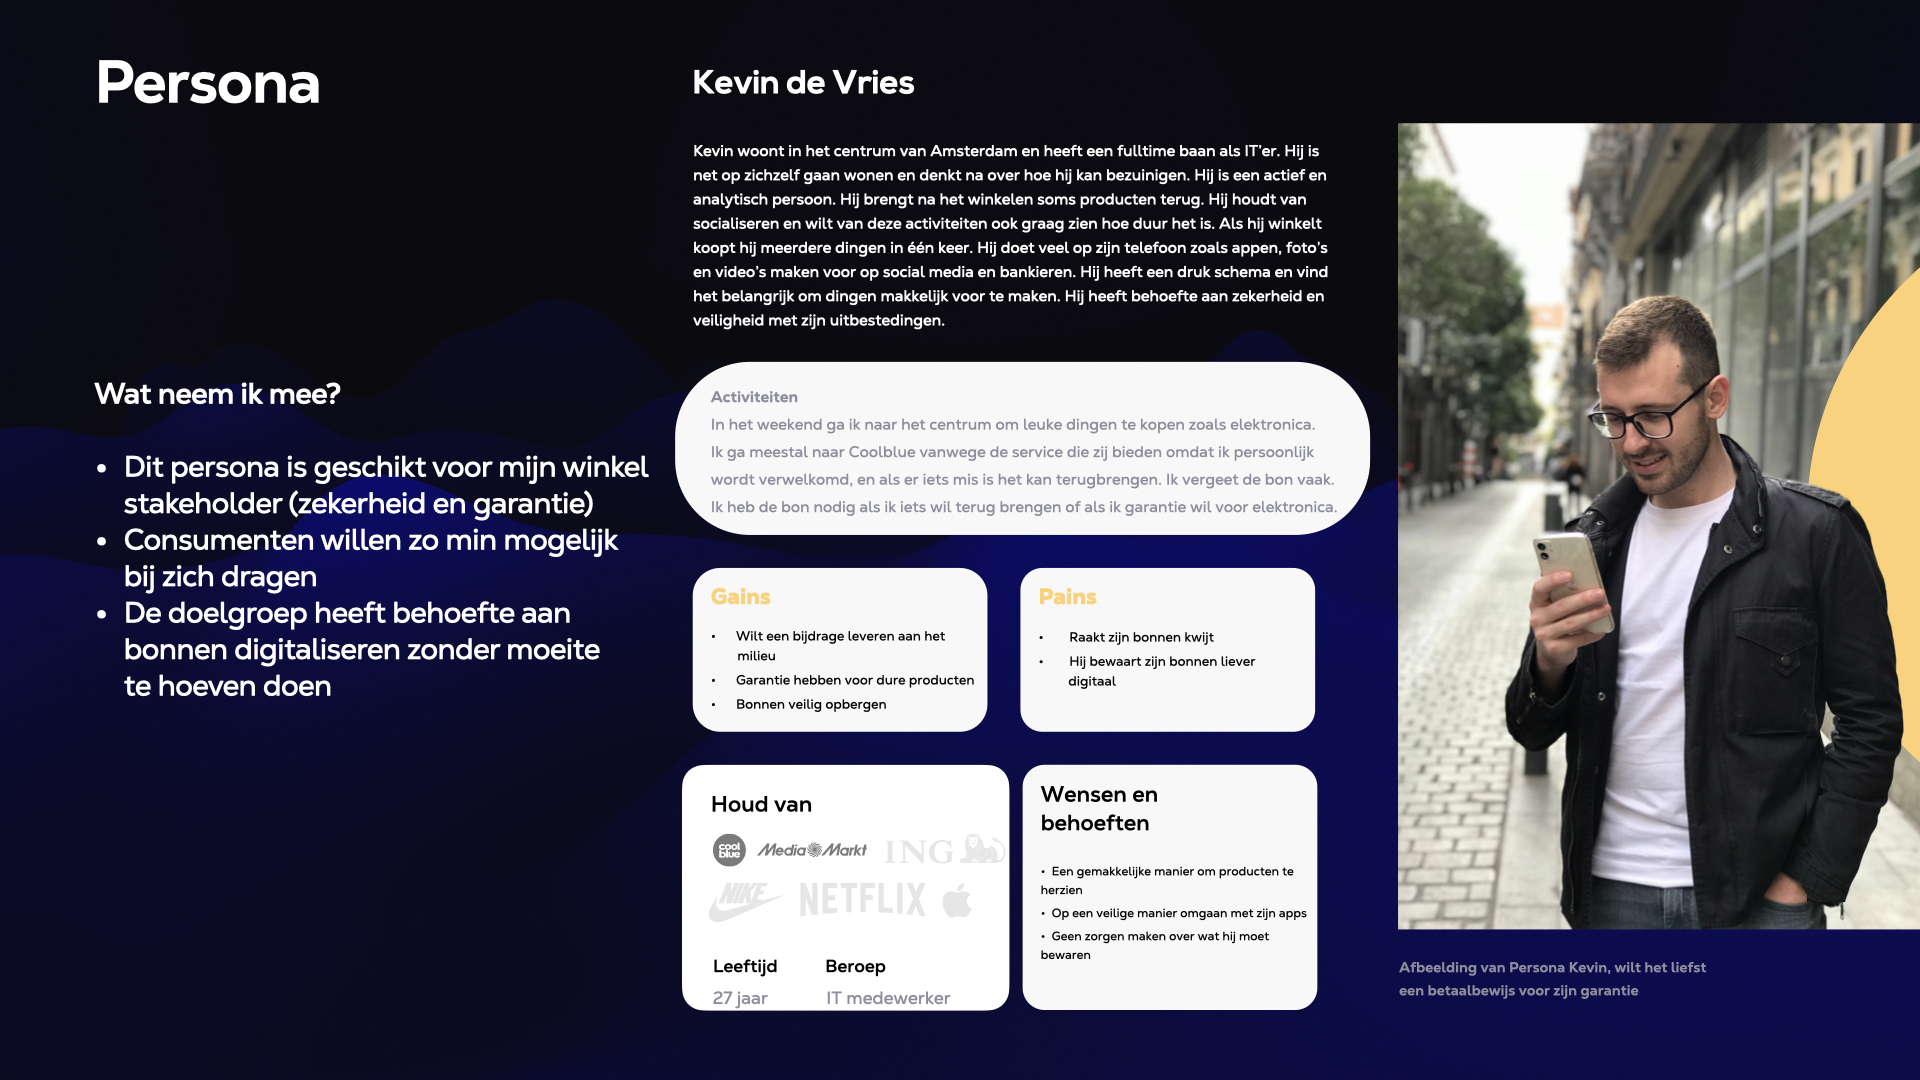 Persona
Wat neem ik mee?
• Dit persona is geschikt voor mijn winkel
stakeholder (zekerheid en garantie)
• Consumenten willen zo min mogelijk
bij zich dragen
• De doelgroep heeft behoefte aan
bonnen digitaliseren zonder moeite
te hoeven doen
Kevin de Vries
Kevin woont in het centrum van Amsterdam en heeft een fulltime baan als IT'er. Hij is
net op zichzelf gaan wonen en denkt na over hoe hij kan bezuinigen. Hij is een actief en
analytisch persoon. Hij brengt na het winkelen soms producten terug. Hij houdt van
socialiseren en wilt van deze activiteiten ook graag zien hoe duur het is. Als hij winkelt
koopt hij meerdere dingen in één keer. Hij doet veel op zijn telefoon zoals appen, foto's
en video's maken voor op social media en bankieren. Hij heeft een druk schema en vind
het belangrijk om dingen makkelijk voor te maken. Hij heeft behoefte aan zekerheid en
veiligheid met zijn uitbestedingen.
Activiteiten
In het weekend ga ik naar het centrum om leuke dingen te kopen zoals elektronica.
Ik ga meestal naar Coolblue vanwege de service die zij bieden omdat ik persoonlijk
wordt verwelkomd, en als er iets mis is het kan terugbrengen. Ik vergeet de bon vaak.
Ik heb de bon nodig als ik iets wil terug brengen of als ik garantie wil voor elektronica.
Gains
• Wilt een bijdrage leveren aan het
milieu
• Garantie hebben voor dure producten
• Bonnen veilig opbergen
Pains
• Raakt zijn bonnen kwijt
• Hij bewaart zijn bonnen liever
digitaal
Houd van
cool
blue
Media Markt
ING
NIKE
NETFLIX
Leeftijd
27 jaar
Beroep
IT medewerker
Wensen en
behoeften
• Een gemakkelijke manier om producten te
herzien
• Op een veilige manier omgaan met zijn apps
• Geen zorgen maken over wat hij moet
bewaren
Afbeelding van Persona Kevin, wilt het liefst
een betaalbewijs voor zijn garantie